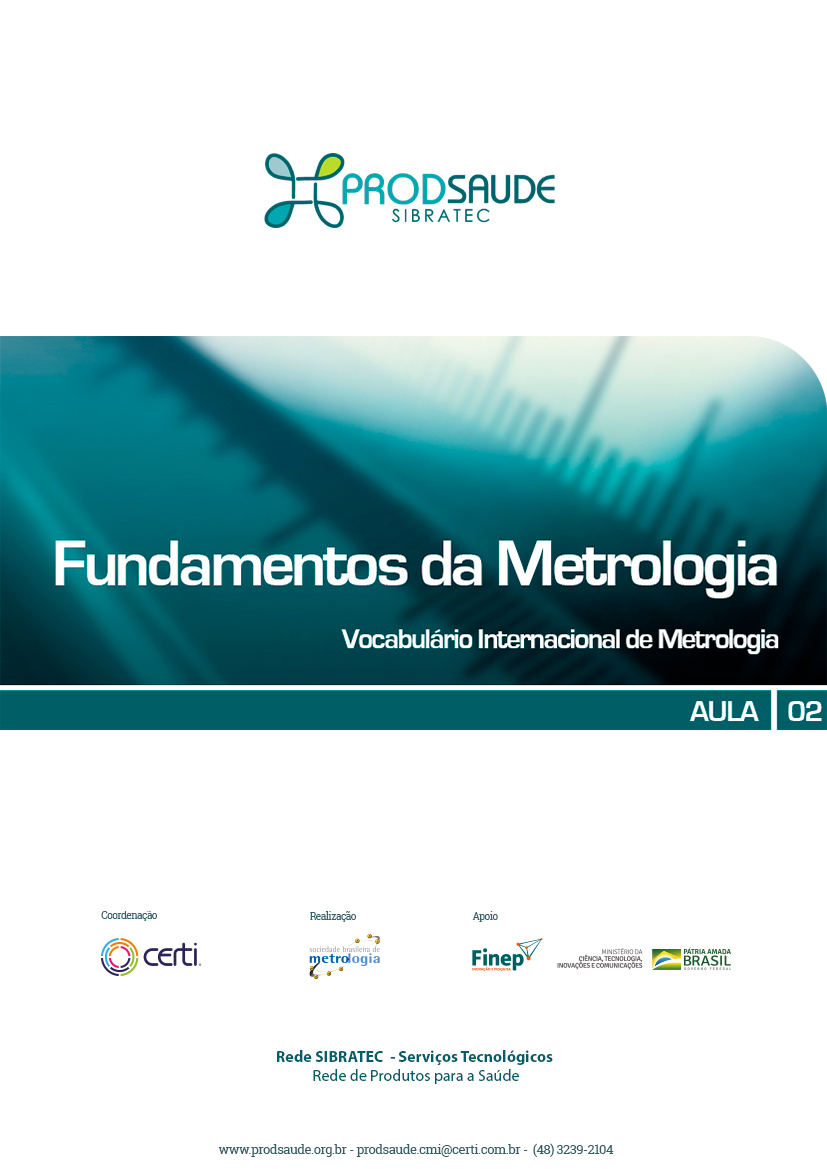 PRODSAUDE
SIBRATEC
Fundamentos da Metrologia
Vocabulário Internacional de Metrologia
AULA 02
Coordenação
Realização
Apoio
certi
sociedade brasileira de
metrologia
Finep
INOVAÇÃO E PESQUISA
MINISTÉRIO DA
CIÊNCIA, TECNOLOGIA,
INOVAÇÕES E COMUNICAÇÕES
PÁTRIA AMADA
BRASIL
GOVERNO FEDERAL
Rede SIBRATEC - Serviços Tecnológicos
Rede de Produtos para a Saúde
www.prodsaude.org.br - prodsaude.cmi@certi.com.br - (48) 3239-2104